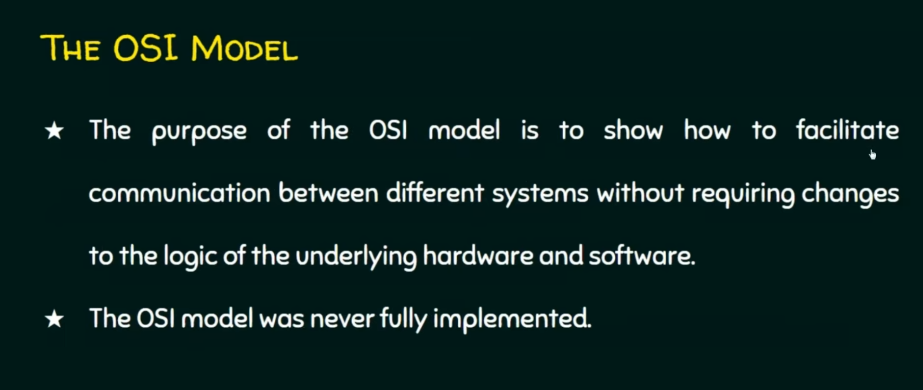 The OSI Model
★ The purpose of the OSI model is to show how to facilitate
communication between different systems without requiring changes
to the logic of the underlying hardware and software.
★ The OSI model was never fully implemented.